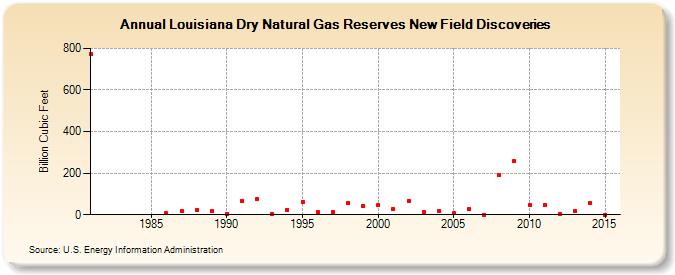 Annual Louisiana Dry Natural Gas Reserves New Field Discoveries
Billion Cubic Feet
800
600
400
200
0
1985 1990 1995 2000 2005 2010 2015
Source: U.S. Energy Information Administration